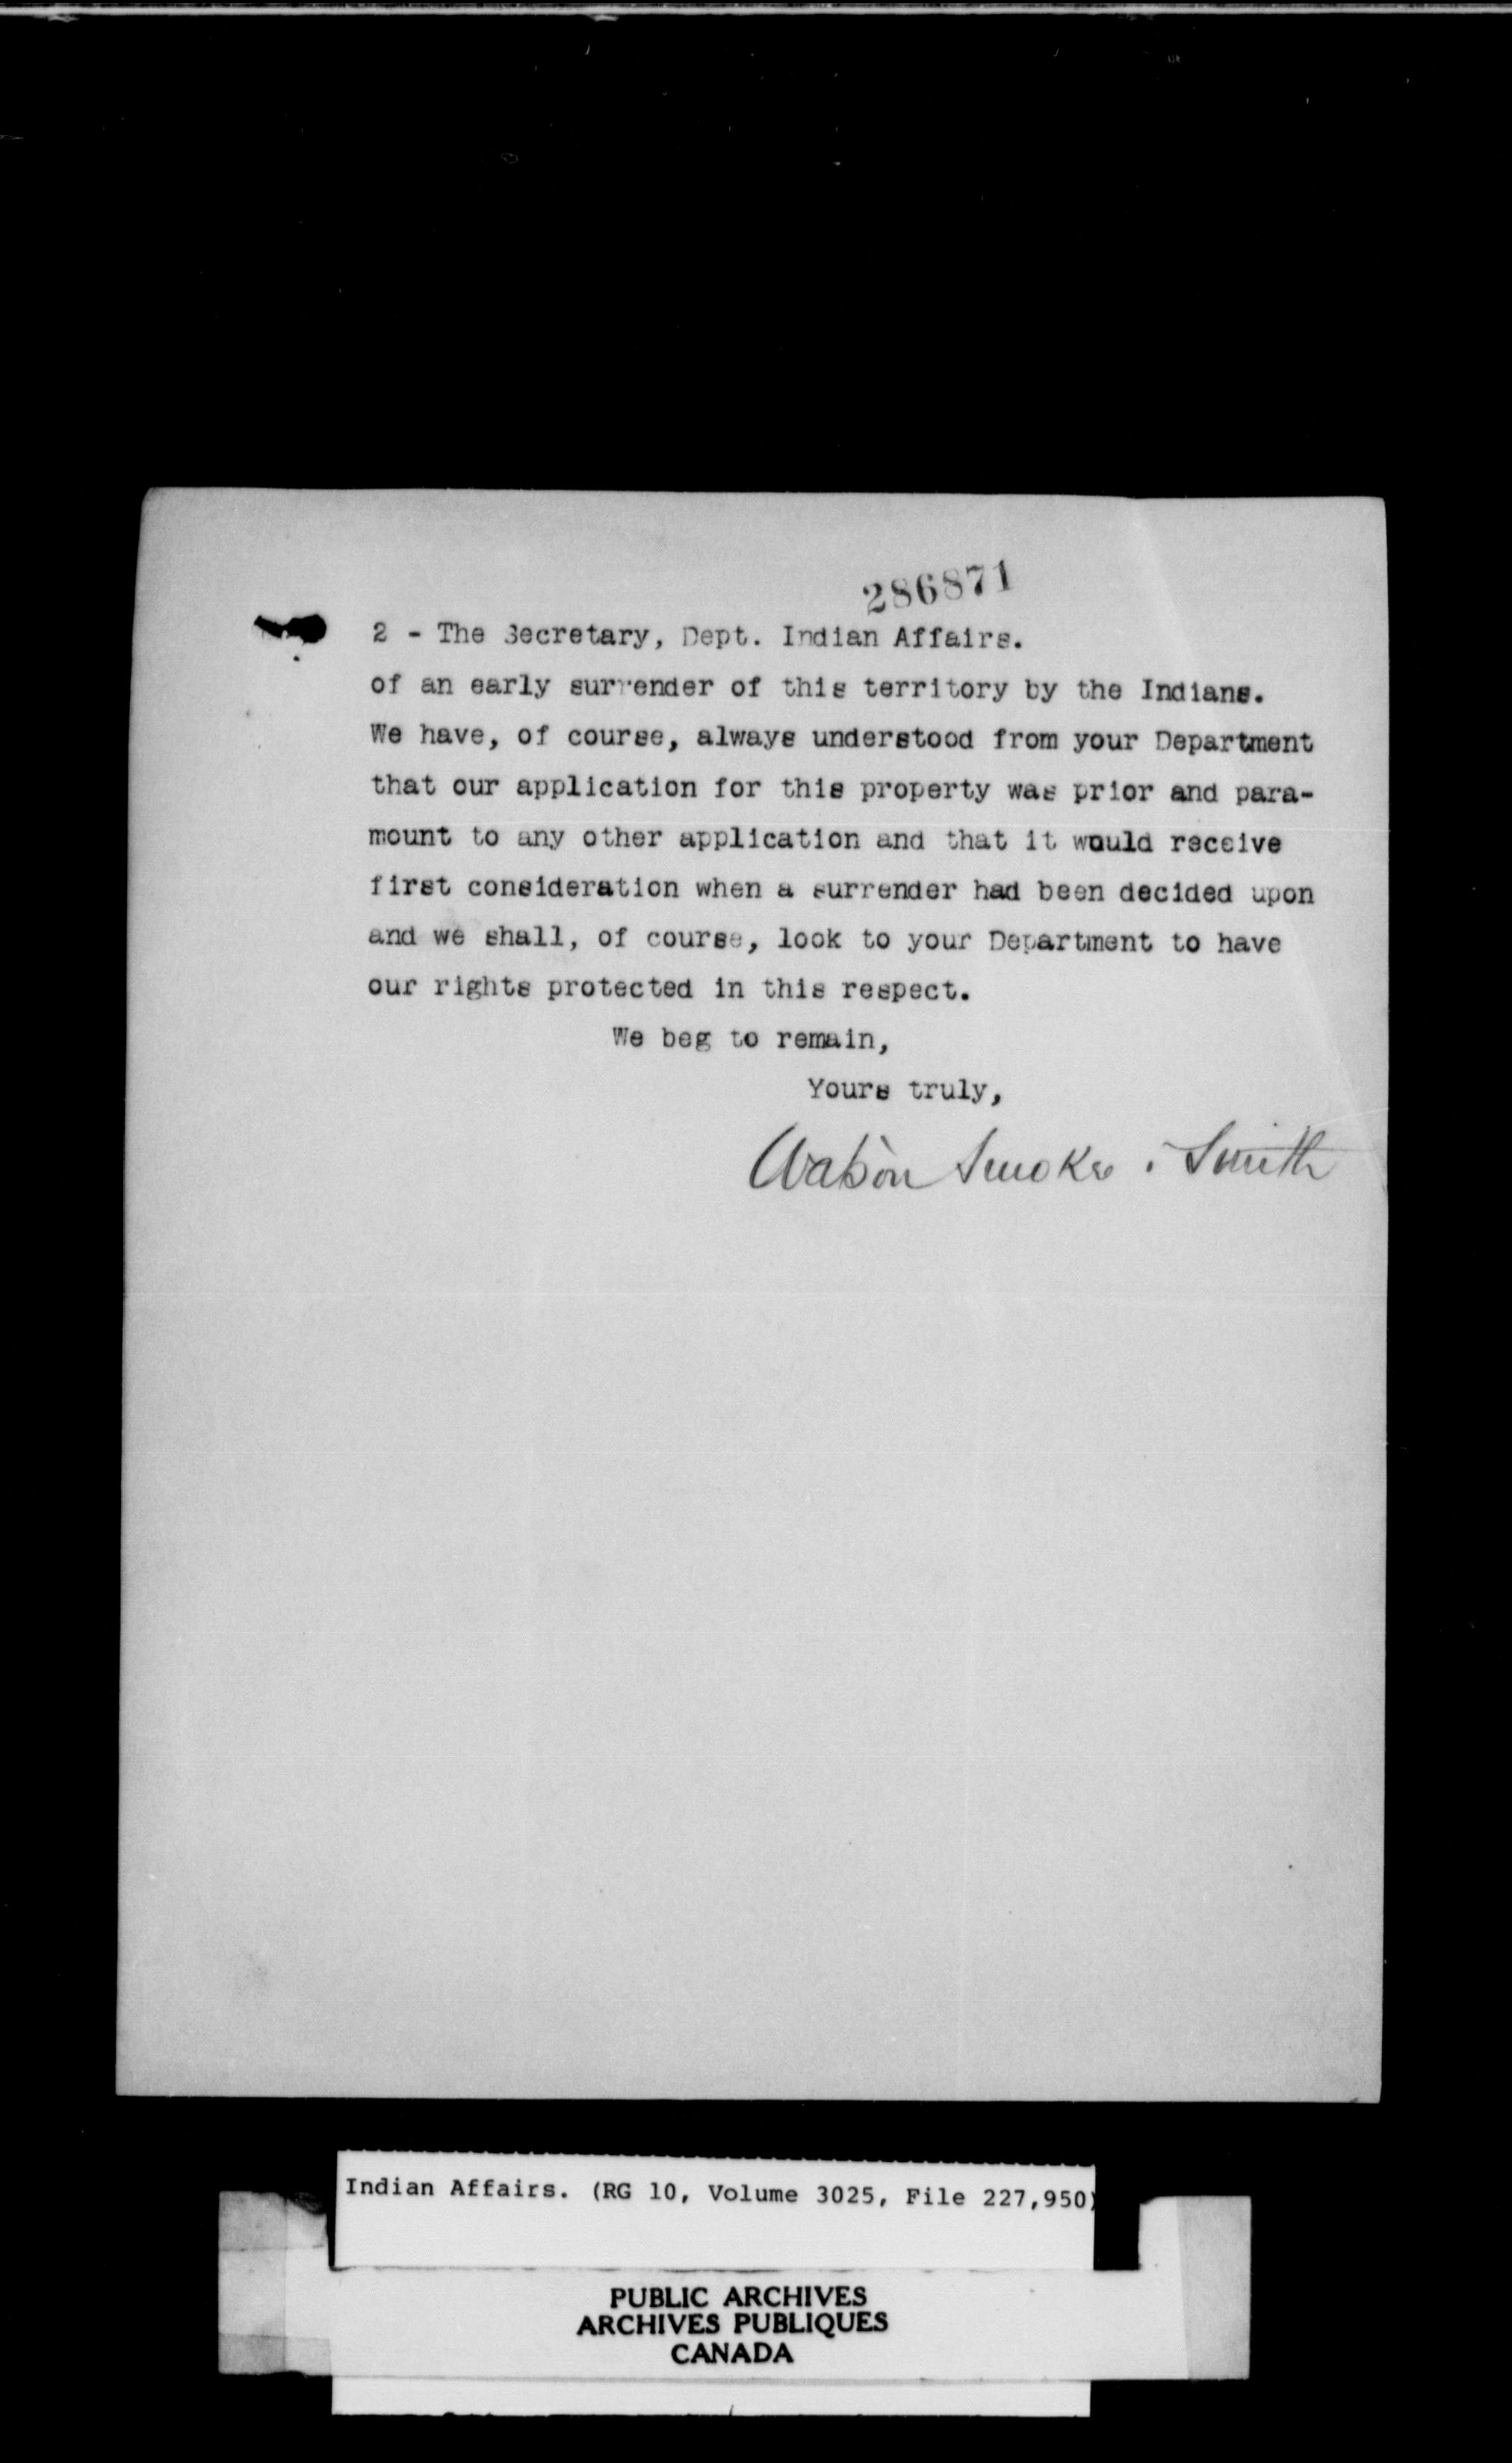 286871
2 - The Secretary, Dept. Indian Affairs.
of an early surrender of this territory by the Indians.
We have, of course, always understood from your Department
that our application for this property was prior and para-
mount to any other application and that it would receive
first consideration when a surrender had been decided upon
and we shall, of course, look to your Department to have
our rights protected in this respect.
We beg to remain,
Yours truly,
Watson Smoke & Smith
Indian Affairs. (RG 10, Volume 3025, File 227,950)
PUBLIC ARCHIVES
ARCHIVES PUBLIQUES
CANADA